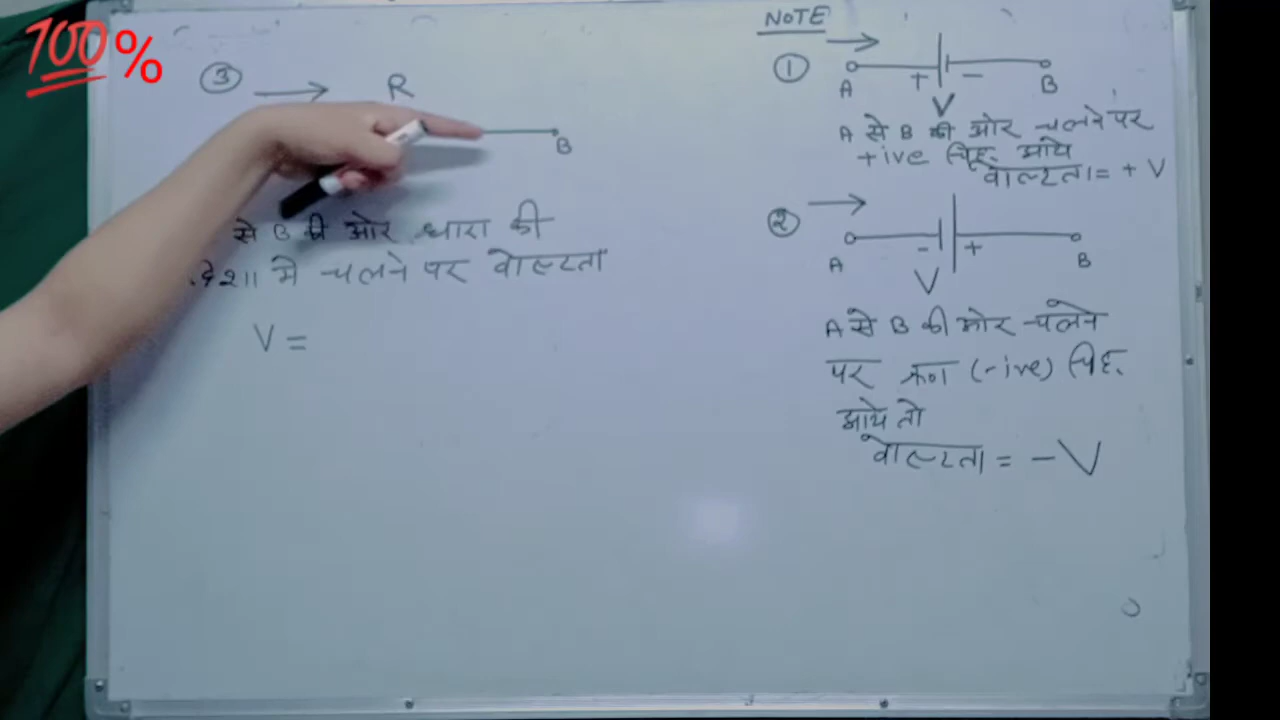 100%
③ R
B
से B की ओर धारा की
दिशा मे चलने पर वोल्टता
V =
NOTE
①
A + - B
V
A से B की ओर चलने पर
+ive चिह्न आये
वोल्टता = + V
②
- +
A B
V
A से B की ओर चलने
पर ऋण (-ive) चिह्न
आये तो
वोल्टता = - V